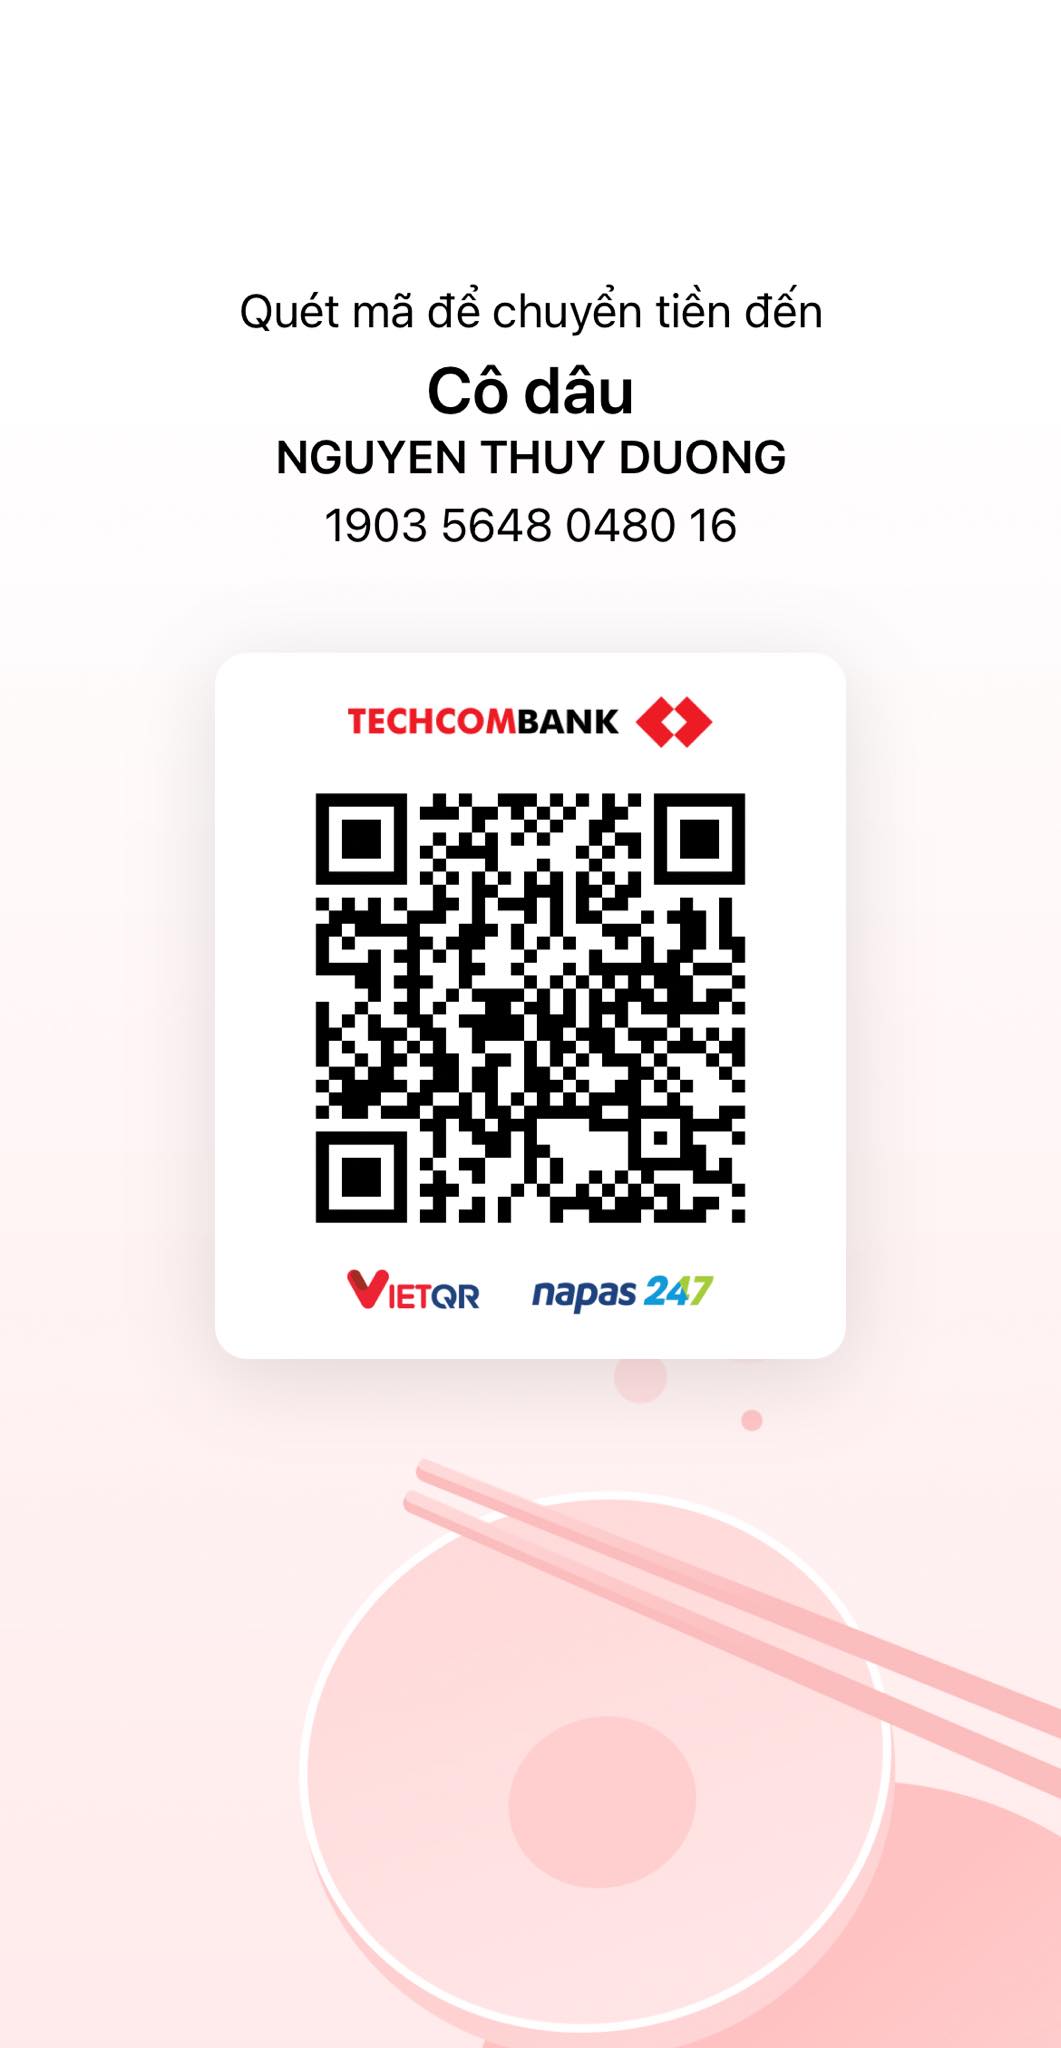 Quét mã để chuyển tiền đến
Cô dâu
NGUYEN THUY DUONG
1903 5648 0480 16
TECHCOMBANK
VIETQR napas 247